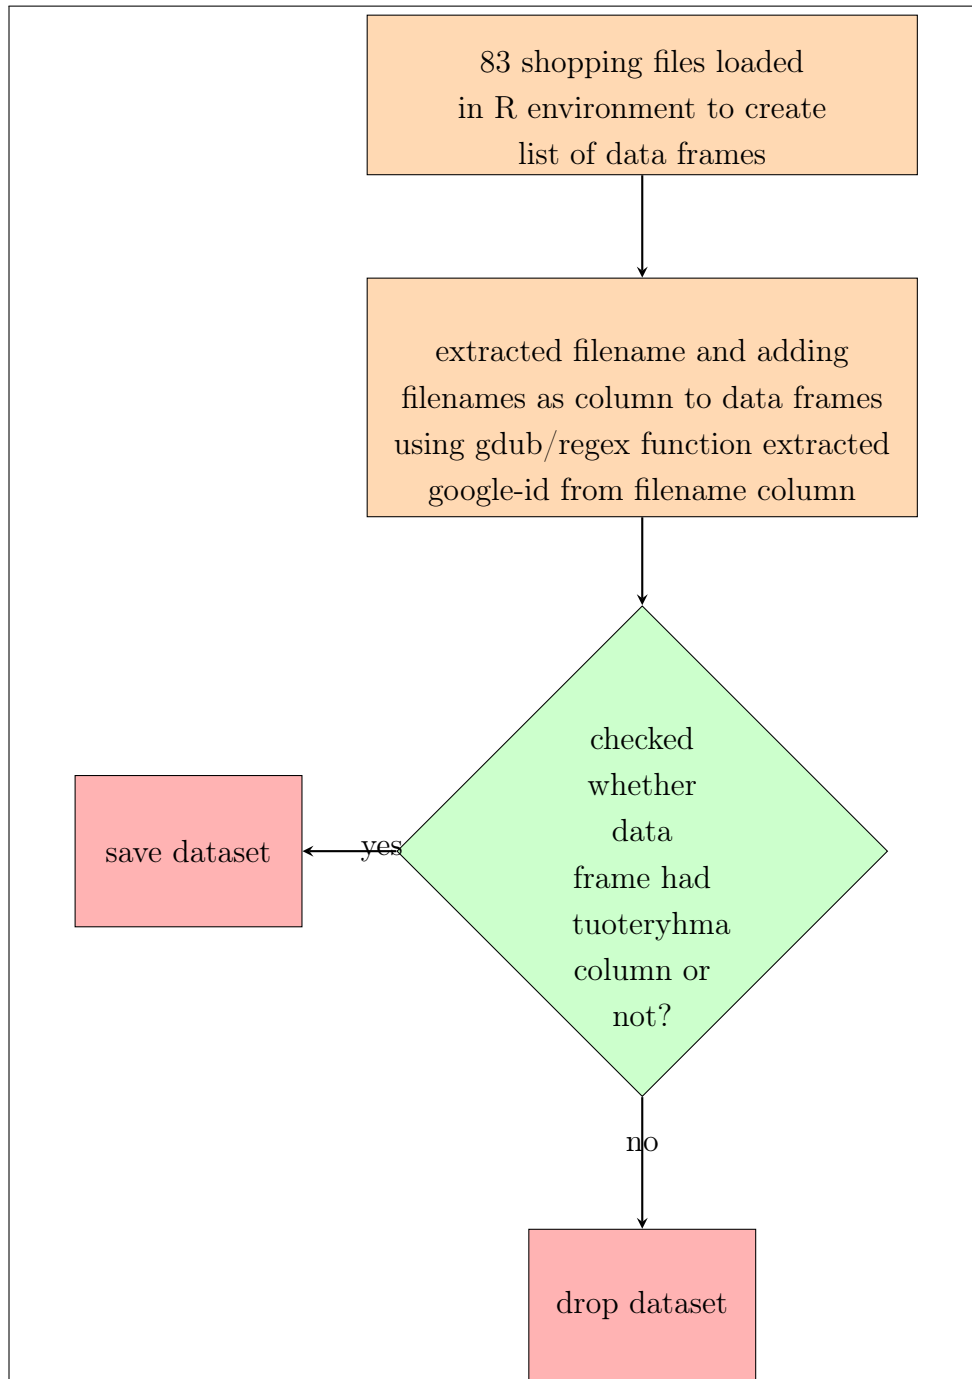 83 shopping files loaded
in R environment to create
list of data frames
extracted filename and adding
filenames as column to data frames
using gdub/regex function extracted
google-id from filename column
checked
whether
data
frame had
tuoteryhma
column or
not?
yes
save dataset
no
drop dataset